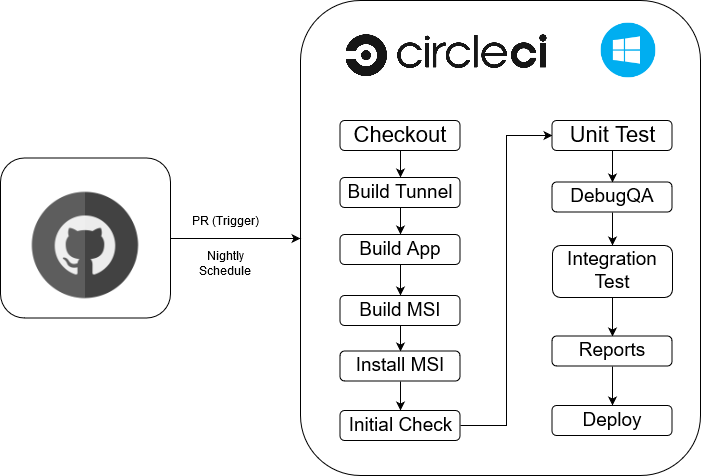 circleci
PR (Trigger)
Nightly
Schedule
Checkout
Build Tunnel
Build App
Build MSI
Install MSI
Initial Check
Unit Test
DebugQA
Integration
Test
Reports
Deploy